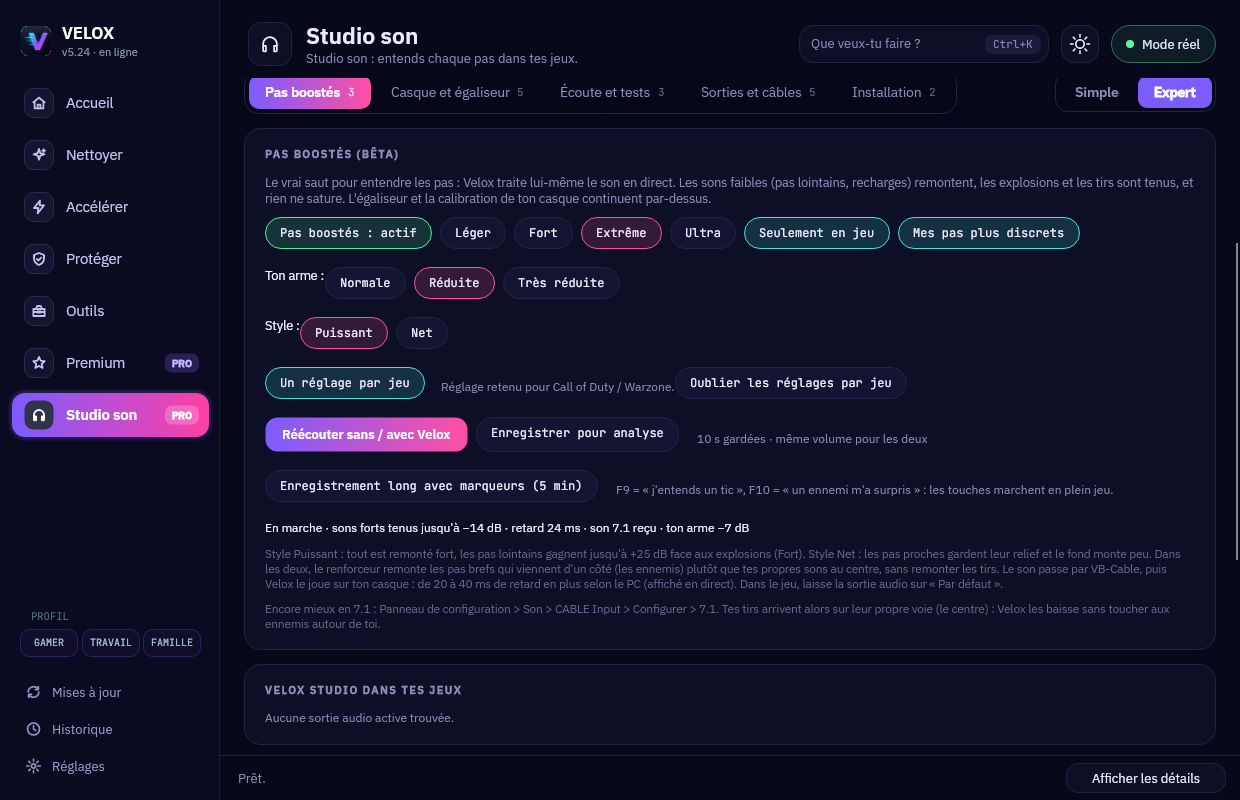 VELOX
v5.24 · en ligne
Accueil
Nettoyer
Accélérer
Protéger
Outils
Premium PRO
Studio son PRO
PROFIL
GAMER TRAVAIL FAMILLE
Mises à jour
Historique
Réglages
Studio son
Studio son : entends chaque pas dans tes jeux.
Que veux-tu faire ? Ctrl+K
Mode réel
Pas boostés 3 Casque et égaliseur 5 Écoute et tests 3 Sorties et câbles 5 Installation 2
Simple Expert
PAS BOOSTÉS (BÊTA)
Le vrai saut pour entendre les pas : Velox traite lui-même le son en direct. Les sons faibles (pas lointains, recharges) remontent, les explosions et les tirs sont tenus, et
rien ne sature. L'égaliseur et la calibration de ton casque continuent par-dessus.
Pas boostés : actif Léger Fort Extrême Ultra Seulement en jeu Mes pas plus discrets
Ton arme : Normale Réduite Très réduite
Style : Puissant Net
Un réglage par jeu Réglage retenu pour Call of Duty / Warzone. Oublier les réglages par jeu
Réécouter sans / avec Velox Enregistrer pour analyse 10 s gardées · même volume pour les deux
Enregistrement long avec marqueurs (5 min) F9 = « j'entends un tic », F10 = « un ennemi m'a surpris » : les touches marchent en plein jeu.
En marche · sons forts tenus jusqu'à −14 dB · retard 24 ms · son 7.1 reçu · ton arme −7 dB
Style Puissant : tout est remonté fort, les pas lointains gagnent jusqu'à +25 dB face aux explosions (Fort). Style Net : les pas proches gardent leur relief et le fond monte peu. Dans
les deux, le renforceur remonte les pas brefs qui viennent d'un côté (les ennemis) plutôt que tes propres sons au centre, sans remonter les tirs. Le son passe par VB-Cable, puis
Velox le joue sur ton casque : de 20 à 40 ms de retard en plus selon le PC (affiché en direct). Dans le jeu, laisse la sortie audio sur « Par défaut ».
Encore mieux en 7.1 : Panneau de configuration > Son > CABLE Input > Configurer > 7.1. Tes tirs arrivent alors sur leur propre voie (le centre) : Velox les baisse sans toucher aux
ennemis autour de toi.
VELOX STUDIO DANS TES JEUX
Aucune sortie audio active trouvée.
Prêt.
Afficher les détails